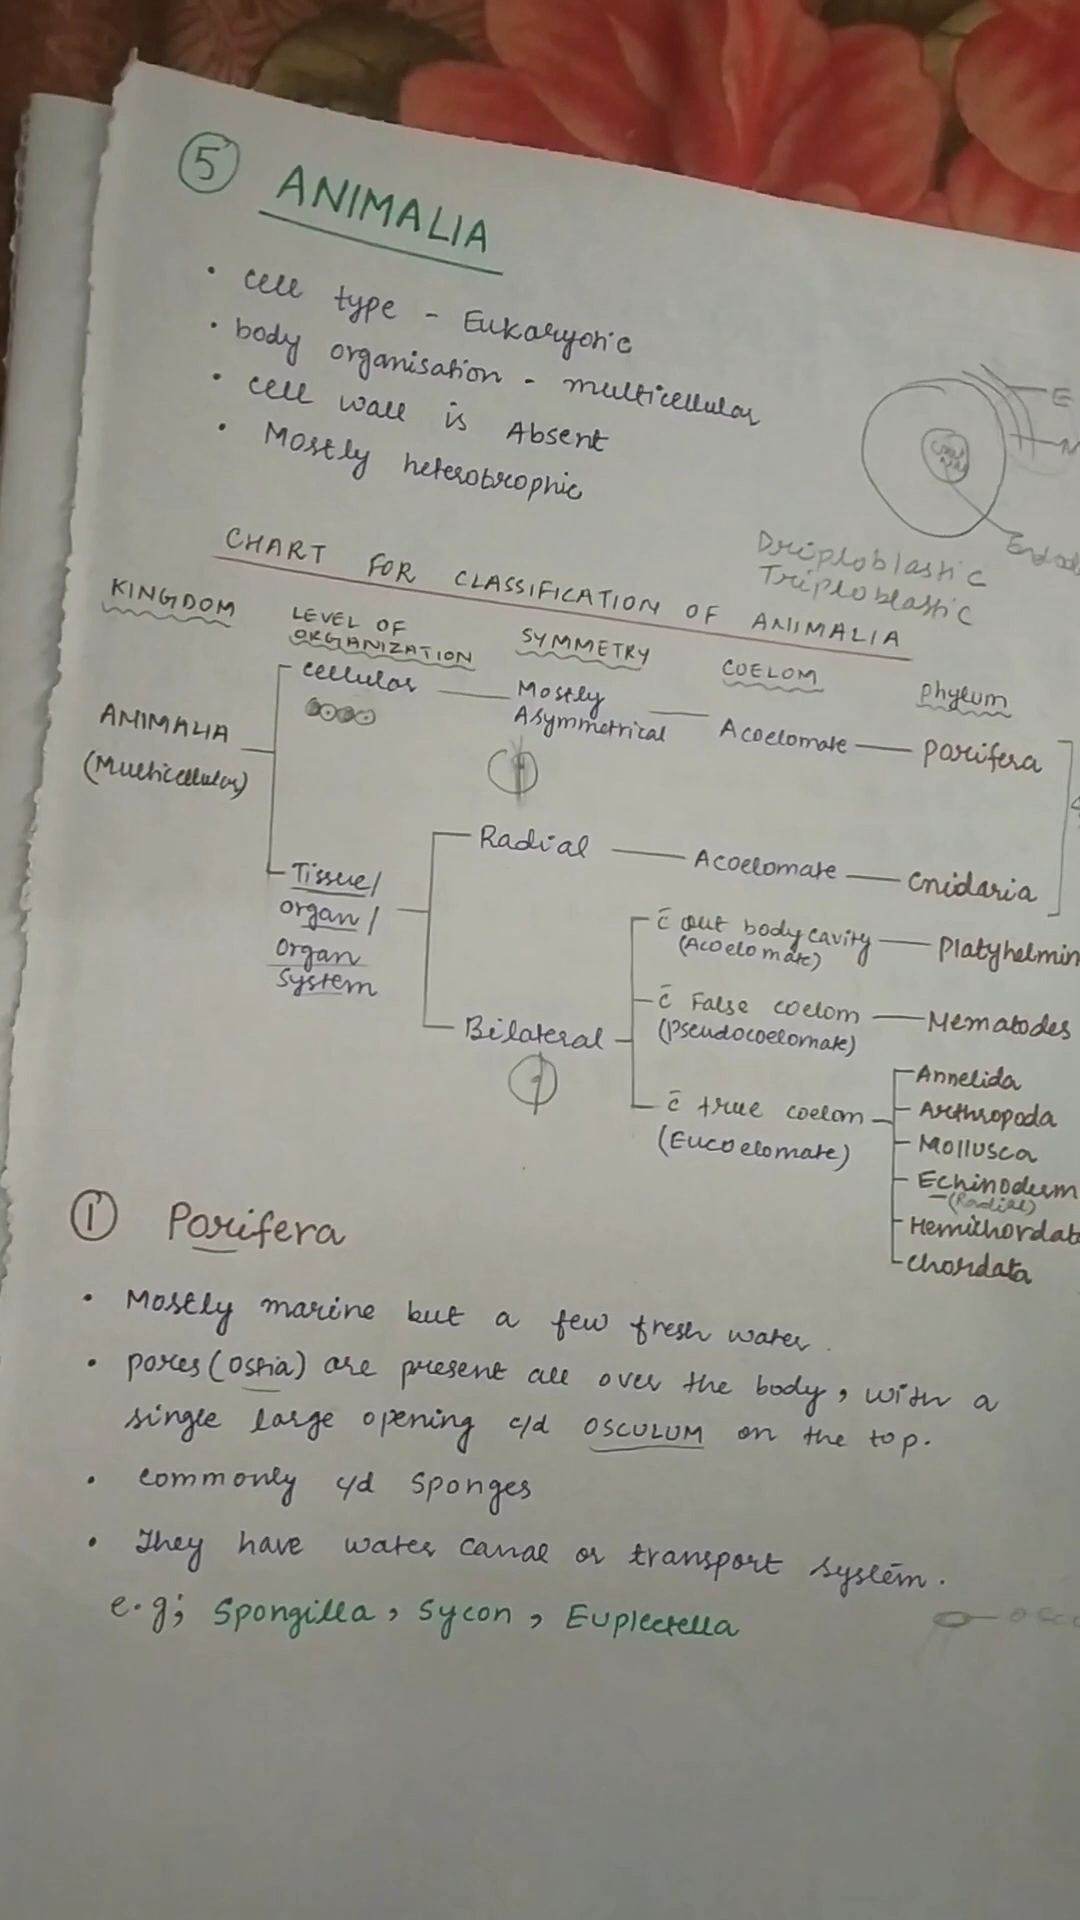 5
ANIMALIA
• cell type - Eukaryotic
• body organisation - multicellular
• cell wall is Absent
• Mostly heterotrophic
E
M
Driploblastic
Triploblastic
CHART FOR CLASSIFICATION OF ANIMALIA
KINGDOM
LEVEL OF ORGANIZATION
SYMMETRY
COELOM
phylum
ANIMALIA
(Multicellular)
cellular
Mostly
Asymmetrical
Acoelomate
porifera
Tissue/
organ/
organ
system
Radial
Acoelomate
Cnidaria
Bilateral
c̄ out body cavity
(Acoelomate)
Platyhelmin
c̄ False coelom
(Pseudocoelomate)
Nematodes
c̄ true coelom
(Eucoelomate)
Annelida
Arthropoda
Mollusca
Echinoderm
(Radial)
Hemichordat
Chordata
1 Porifera
• Mostly marine but a few fresh water.
• pores (ostia) are present all over the body, with a
single large opening c/d OSCULUM on the top.
• commonly c/d sponges
• They have water canal or transport system.
e.g; Spongilla, Sycon, Euplectella